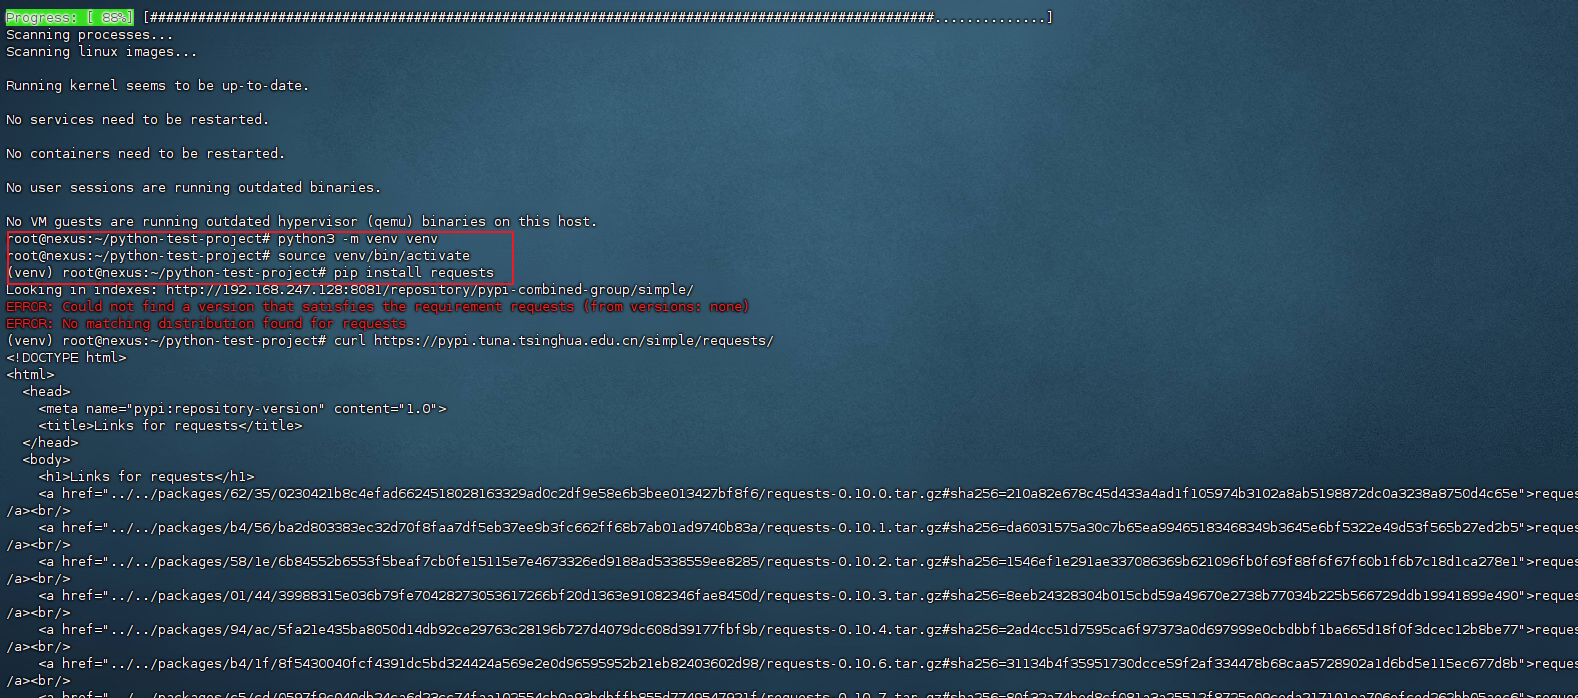 Progress: [ 88%] [##################################################################################################..............]
Scanning processes...
Scanning linux images...
Running kernel seems to be up-to-date.
No services need to be restarted.
No containers need to be restarted.
No user sessions are running outdated binaries.
No VM guests are running outdated hypervisor (qemu) binaries on this host.
root@nexus:~/python-test-project# python3 -m venv venv
root@nexus:~/python-test-project# source venv/bin/activate
(venv) root@nexus:~/python-test-project# pip install requests
Looking in indexes: http://192.168.247.128:8081/repository/pypi-combined-group/simple/
ERROR: Could not find a version that satisfies the requirement requests (from versions: none)
ERROR: No matching distribution found for requests
(venv) root@nexus:~/python-test-project# curl https://pypi.tuna.tsinghua.edu.cn/simple/requests/
<!DOCTYPE html>
<html>
<head>
<meta name="pypi:repository-version" content="1.0">
<title>Links for requests</title>
</head>
<body>
<h1>Links for requests</h1>
<a href="../../packages/62/35/0230421b8c4efad6624518028163329ad0c2df9e58e6b3bee013427bf8f6/requests-0.10.0.tar.gz#sha256=210a82e678c45d433a4ad1f105974b3102a8ab5198872dc0a3238a8750d4c65e">reques
/a><br/>
<a href="../../packages/b4/56/ba2d803383ec32d70f8faa7df5eb37ee9b3fc662ff68b7ab01ad9740b83a/requests-0.10.1.tar.gz#sha256=da6031575a30c7b65ea99465183468349b3645e6bf5322e49d53f565b27ed2b5">reques
/a><br/>
<a href="../../packages/58/1e/6b84552b6553f5beaf7cb0fe15115e7e4673326ed9188ad5338559ee8285/requests-0.10.2.tar.gz#sha256=1546ef1e291ae337086369b621096fb0f69f88f6f67f60b1f6b7c18d1ca278e1">reques
/a><br/>
<a href="../../packages/01/44/39988315e036b79fe70428273053617266bf20d1363e91082346fae8450d/requests-0.10.3.tar.gz#sha256=8eeb24328304b015cbd59a49670e2738b77034b225b566729ddb19941899e490">reques
/a><br/>
<a href="../../packages/94/ac/5fa21e435ba8050d14db92ce29763c28196b727d4079dc608d39177fbf9b/requests-0.10.4.tar.gz#sha256=2ad4cc51d7595ca6f97373a0d697999e0cbdbbf1ba665d18f0f3dcec12b8be77">reques
/a><br/>
<a href="../../packages/b4/1f/8f5430040fcf4391dc5bd324424a569e2e0d96595952b21eb82403602d98/requests-0.10.6.tar.gz#sha256=31134b4f35951730dcce59f2af334478b68caa5728902a1d6bd5e115ec677d8b">reques
/a><br/>